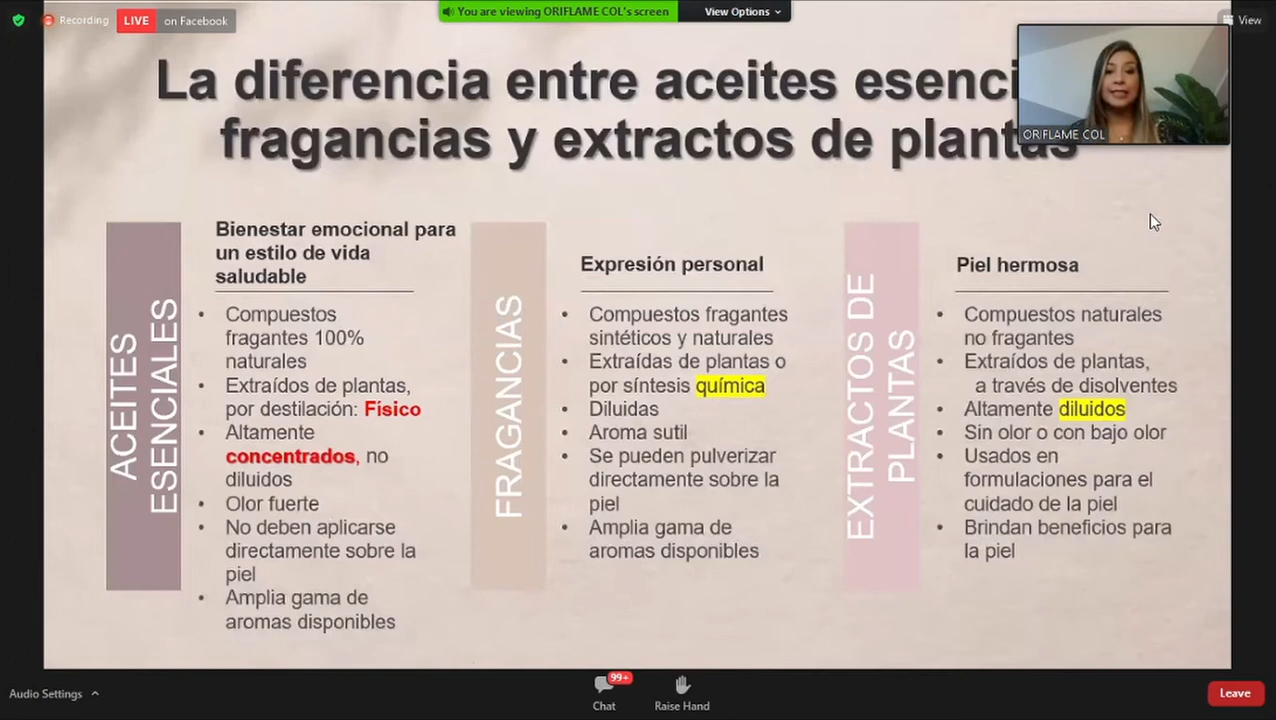 Recording
LIVE
on Facebook
You are viewing ORIFLAME COL's screen
View Options
View
La diferencia entre aceites
fragancias y extractos de plantas
ORIFLAME COL
ACEITES
ESENCIALES
Bienestar emocional para
un estilo de vida
saludable
• Compuestos
fragantes 100%
naturales
• Extraídos de plantas,
por destilación: Físico
• Altamente
concentrados, no
diluidos
• Olor fuerte
• No deben aplicarse
directamente sobre la
piel
• Amplia gama de
aromas disponibles
FRAGANCIAS
Expresión personal
• Compuestos fragantes
sintéticos y naturales
• Extraídas de plantas o
por síntesis química
• Diluidas
• Aroma sutil
• Se pueden pulverizar
directamente sobre la
piel
• Amplia gama de
aromas disponibles
EXTRACTOS DE
PLANTAS
Piel hermosa
• Compuestos naturales
no fragantes
• Extraídos de plantas,
a través de disolventes
• Altamente diluidos
• Sin olor o con bajo olor
• Usados en
formulaciones para el
cuidado de la piel
• Brindan beneficios para
la piel
Audio Settings
99+
Chat
Raise Hand
Leave